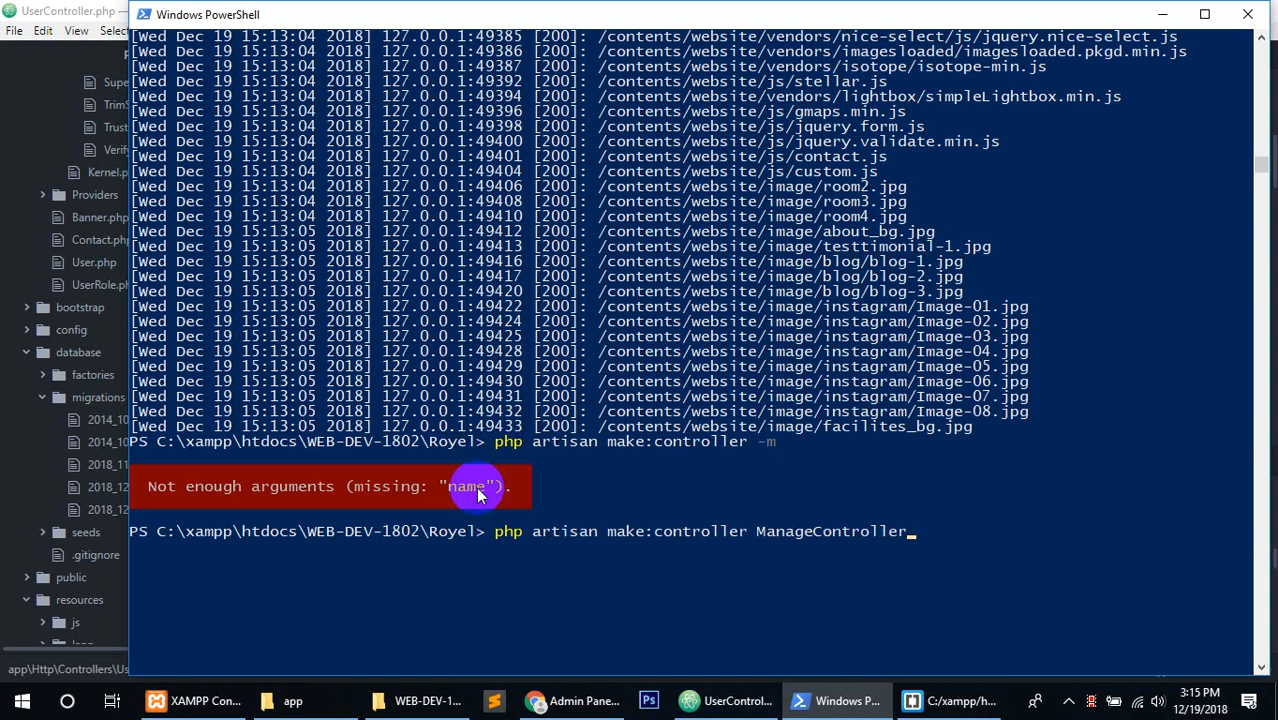 UserController.php
Windows PowerShell
File Edit View Select
Supe
TrimS
Trust
Verify
Kernel.p
Providers
Banner.php
Contact.php
User.php
UserRole.php
bootstrap
config
database
factories
migrations
2014_10
2014_10
2018_11
2018_12
2018_12
seeds
.gitignore
public
resources
js
app\Http\Controllers\Us
[Wed Dec 19 15:13:04 2018] 127.0.0.1:49385 [200]: /contents/website/vendors/nice-select/js/jquery.nice-select.js
[Wed Dec 19 15:13:04 2018] 127.0.0.1:49386 [200]: /contents/website/vendors/imagesloaded/imagesloaded.pkgd.min.js
[Wed Dec 19 15:13:04 2018] 127.0.0.1:49387 [200]: /contents/website/vendors/isotope/isotope-min.js
[Wed Dec 19 15:13:04 2018] 127.0.0.1:49392 [200]: /contents/website/js/stellar.js
[Wed Dec 19 15:13:04 2018] 127.0.0.1:49394 [200]: /contents/website/vendors/lightbox/simpleLightbox.min.js
[Wed Dec 19 15:13:04 2018] 127.0.0.1:49396 [200]: /contents/website/js/gmaps.min.js
[Wed Dec 19 15:13:04 2018] 127.0.0.1:49398 [200]: /contents/website/js/jquery.form.js
[Wed Dec 19 15:13:04 2018] 127.0.0.1:49400 [200]: /contents/website/js/jquery.validate.min.js
[Wed Dec 19 15:13:04 2018] 127.0.0.1:49401 [200]: /contents/website/js/contact.js
[Wed Dec 19 15:13:04 2018] 127.0.0.1:49404 [200]: /contents/website/js/custom.js
[Wed Dec 19 15:13:04 2018] 127.0.0.1:49406 [200]: /contents/website/image/room2.jpg
[Wed Dec 19 15:13:04 2018] 127.0.0.1:49408 [200]: /contents/website/image/room3.jpg
[Wed Dec 19 15:13:04 2018] 127.0.0.1:49410 [200]: /contents/website/image/room4.jpg
[Wed Dec 19 15:13:05 2018] 127.0.0.1:49412 [200]: /contents/website/image/about_bg.jpg
[Wed Dec 19 15:13:05 2018] 127.0.0.1:49413 [200]: /contents/website/image/testtimonial-1.jpg
[Wed Dec 19 15:13:05 2018] 127.0.0.1:49416 [200]: /contents/website/image/blog/blog-1.jpg
[Wed Dec 19 15:13:05 2018] 127.0.0.1:49417 [200]: /contents/website/image/blog/blog-2.jpg
[Wed Dec 19 15:13:05 2018] 127.0.0.1:49420 [200]: /contents/website/image/blog/blog-3.jpg
[Wed Dec 19 15:13:05 2018] 127.0.0.1:49422 [200]: /contents/website/image/instagram/Image-01.jpg
[Wed Dec 19 15:13:05 2018] 127.0.0.1:49424 [200]: /contents/website/image/instagram/Image-02.jpg
[Wed Dec 19 15:13:05 2018] 127.0.0.1:49425 [200]: /contents/website/image/instagram/Image-03.jpg
[Wed Dec 19 15:13:05 2018] 127.0.0.1:49428 [200]: /contents/website/image/instagram/Image-04.jpg
[Wed Dec 19 15:13:05 2018] 127.0.0.1:49429 [200]: /contents/website/image/instagram/Image-05.jpg
[Wed Dec 19 15:13:05 2018] 127.0.0.1:49430 [200]: /contents/website/image/instagram/Image-06.jpg
[Wed Dec 19 15:13:05 2018] 127.0.0.1:49431 [200]: /contents/website/image/instagram/Image-07.jpg
[Wed Dec 19 15:13:05 2018] 127.0.0.1:49432 [200]: /contents/website/image/instagram/Image-08.jpg
[Wed Dec 19 15:13:05 2018] 127.0.0.1:49433 [200]: /contents/website/image/facilites_bg.jpg
PS C:\xampp\htdocs\WEB-DEV-1802\Royel> php artisan make:controller -m
Not enough arguments (missing: "name").
PS C:\xampp\htdocs\WEB-DEV-1802\Royel> php artisan make:controller ManageController_
XAMPP Con... app WEB-DEV-1... Admin Pane... UserControl... Windows P... C:/xampp/h... 3:15 PM
12/19/2018